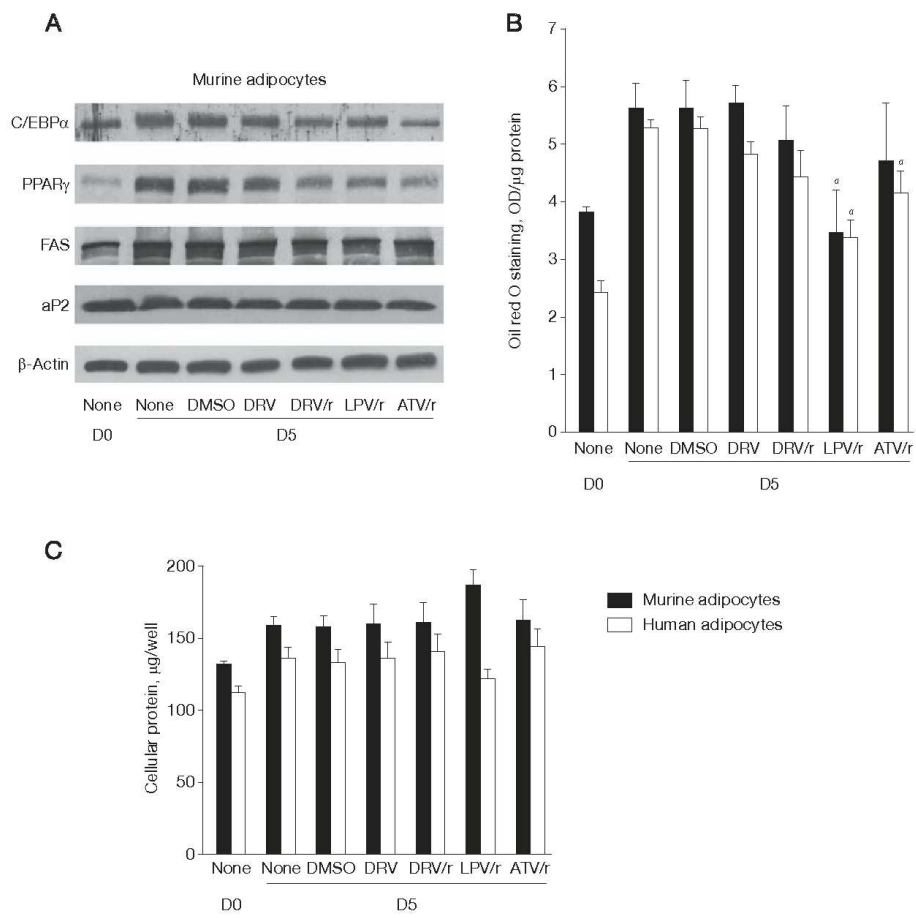 A
Murine adipocytes
C/EBPα
PPARγ
FAS
aP2
β-Actin
None None DMSO DRV DRV/r LPV/r ATV/r
D0 D5
B
Oil red O staining, OD/μg protein
7
6
5
4
3
2
1
0
a
a
a
None None DMSO DRV DRV/r LPV/r ATV/r
D0 D5
C
Cellular protein, μg/well
200
150
100
50
0
None None DMSO DRV DRV/r LPV/r ATV/r
D0 D5
Murine adipocytes
Human adipocytes